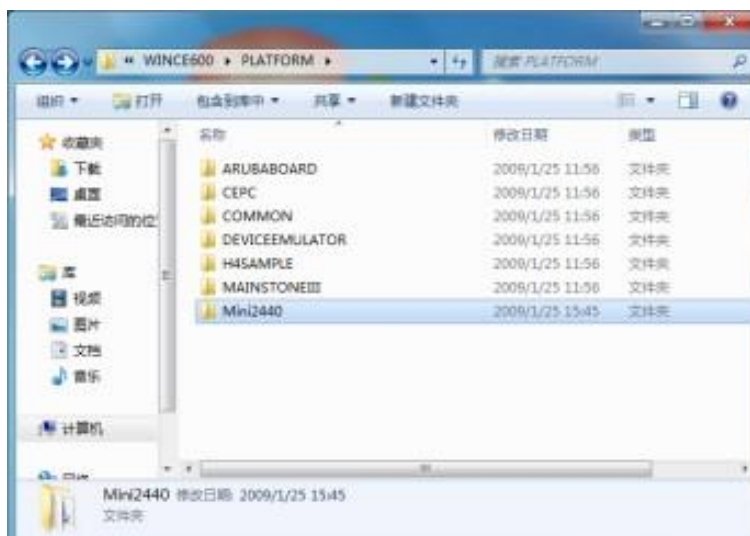 « WINCE600 ▸ PLATFORM ▸ 搜索 PLATFORM
组织 打开 包含到库中 共享 新建文件夹
名称 修改日期 类型
收藏夹
下载
桌面
最近访问的位
库
视频
图片
文档
音乐
计算机
网络
ARUBABOARD 2009/1/25 11:56 文件夹
CEPC 2009/1/25 11:56 文件夹
COMMON 2009/1/25 11:56 文件夹
DEVICEEMULATOR 2009/1/25 11:56 文件夹
H4SAMPLE 2009/1/25 11:56 文件夹
MAINSTONEIII 2009/1/25 11:56 文件夹
Mini2440 2009/1/25 15:45 文件夹
Mini2440 修改日期: 2009/1/25 15:45
文件夹